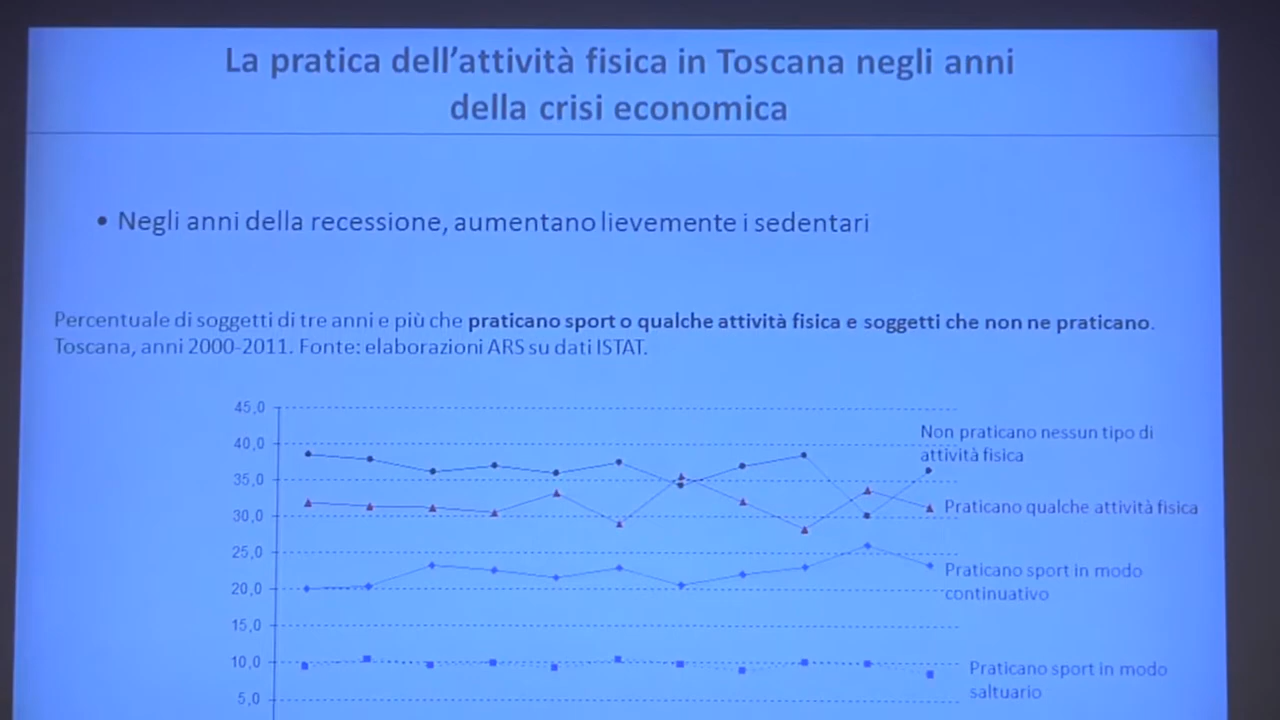 La pratica dell'attività fisica in Toscana negli anni
della crisi economica
• Negli anni della recessione, aumentano lievemente i sedentari
Percentuale di soggetti di tre anni e più che praticano sport o qualche attività fisica e soggetti che non ne praticano.
Toscana, anni 2000-2011. Fonte: elaborazioni ARS su dati ISTAT.
45,0
40,0
35,0
30,0
25,0
20,0
15,0
10,0
5,0
Non praticano nessun tipo di
attività fisica
Praticano qualche attività fisica
Praticano sport in modo
continuativo
Praticano sport in modo
saltuario